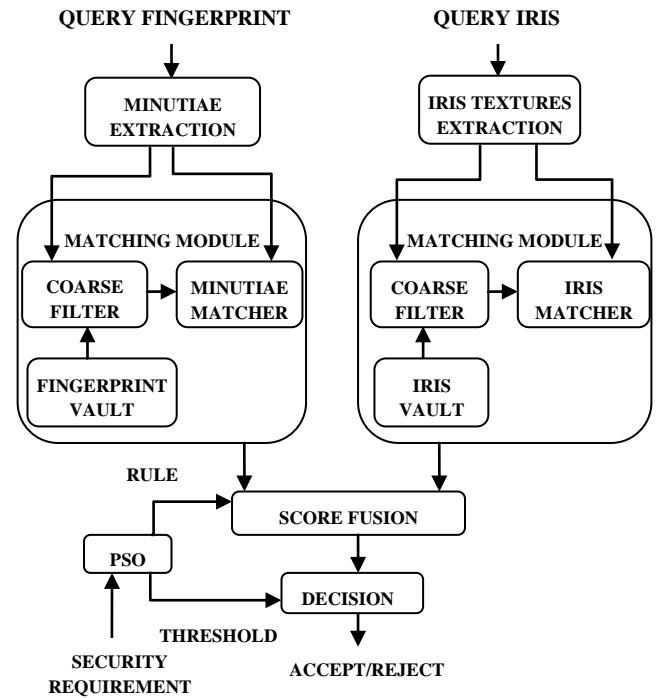 QUERY FINGERPRINT
QUERY IRIS
MINUTIAE
EXTRACTION
IRIS TEXTURES
EXTRACTION
MATCHING MODULE
COARSE
FILTER
MINUTIAE
MATCHER
FINGERPRINT
VAULT
MATCHING MODULE
COARSE
FILTER
IRIS
MATCHER
IRIS
VAULT
RULE
SCORE FUSION
PSO
DECISION
THRESHOLD
SECURITY
REQUIREMENT
ACCEPT/REJECT